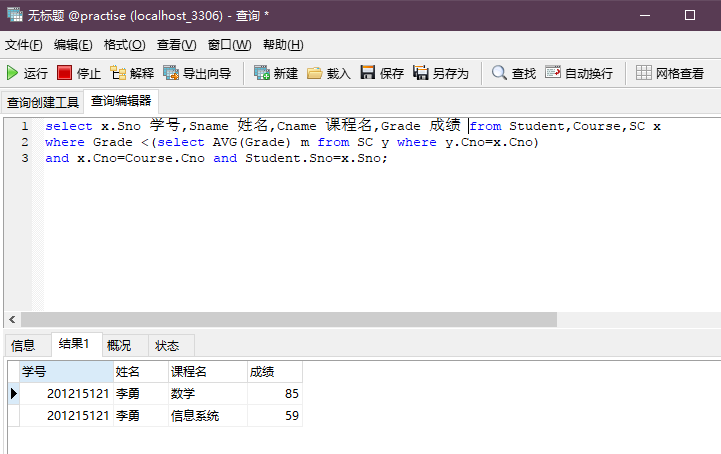 无标题 @practise (localhost_3306) - 查询 *
文件(F) 编辑(E) 格式(O) 查看(V) 窗口(W) 帮助(H)
运行 停止 解释 导出向导 新建 载入 保存 另存为 查找 自动换行 网格查看
查询创建工具 查询编辑器
1 select x.Sno 学号,Sname 姓名,Cname 课程名,Grade 成绩 from Student,Course,SC x
2 where Grade <(select AVG(Grade) m from SC y where y.Cno=x.Cno)
3 and x.Cno=Course.Cno and Student.Sno=x.Sno;
信息 结果1 概况 状态
学号 姓名 课程名 成绩
201215121 李勇 数学 85
201215121 李勇 信息系统 59